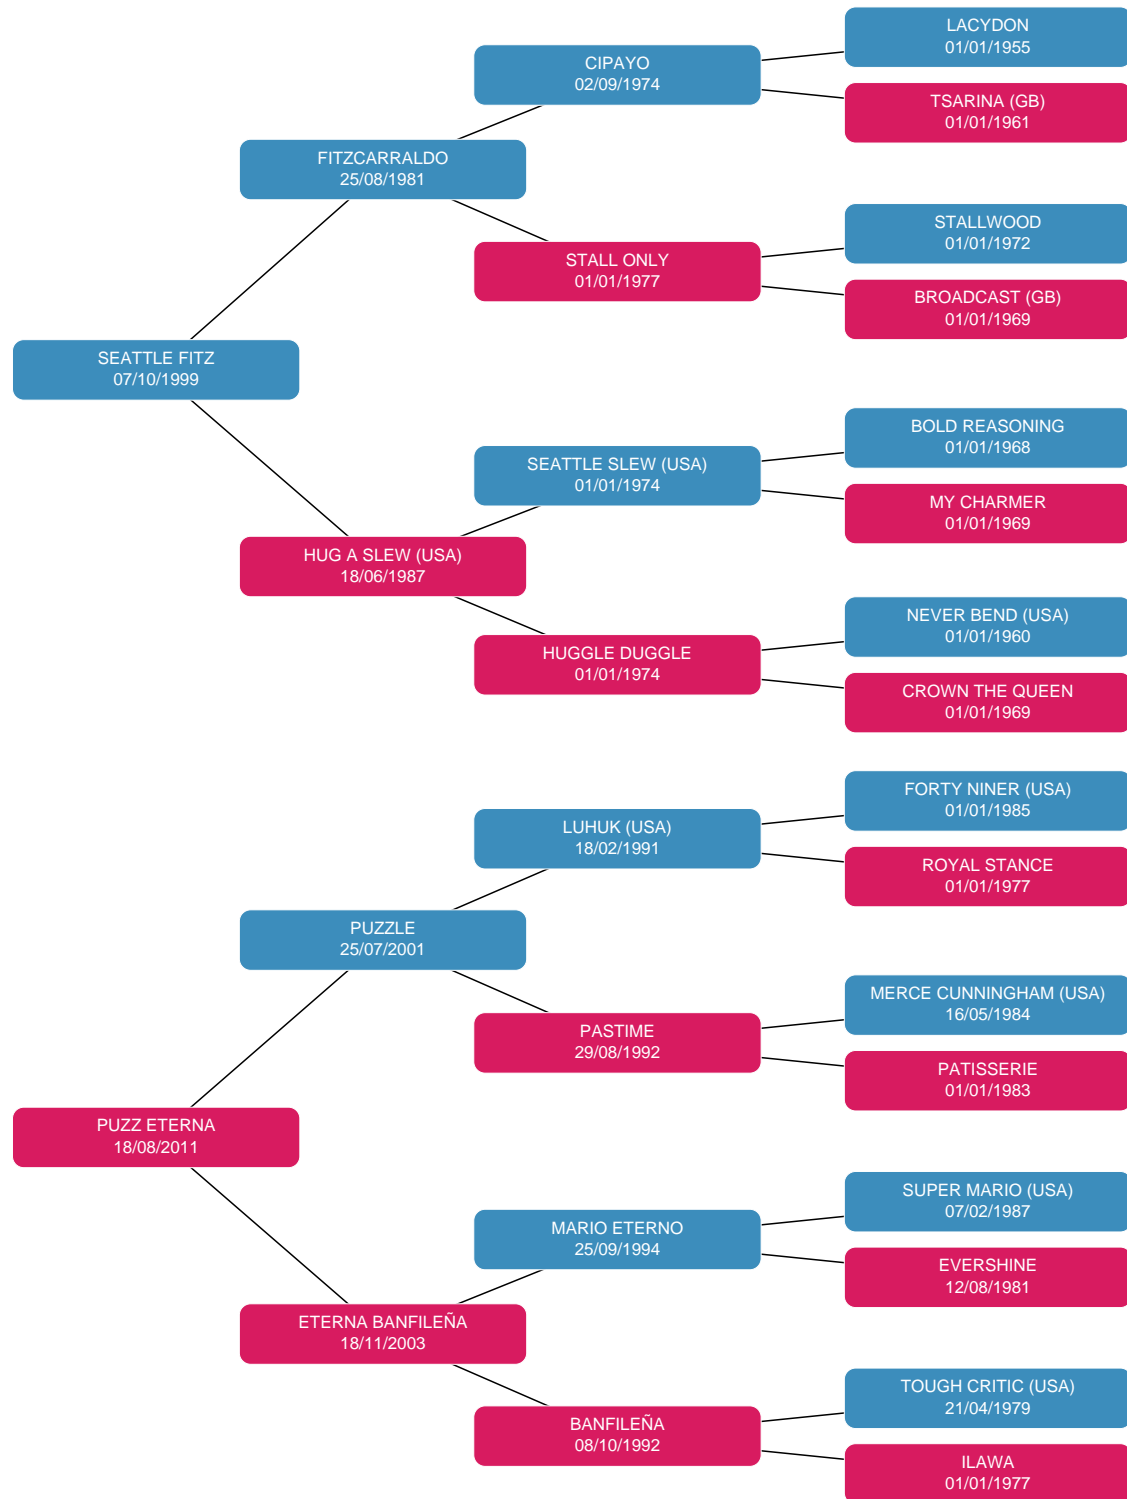 LACYDON
01/01/1955
CIPAYO
02/09/1974
TSARINA (GB)
01/01/1961
FITZCARRALDO
25/08/1981
STALLWOOD
01/01/1972
STALL ONLY
01/01/1977
BROADCAST (GB)
01/01/1969
SEATTLE FITZ
07/10/1999
BOLD REASONING
01/01/1968
SEATTLE SLEW (USA)
01/01/1974
MY CHARMER
01/01/1969
HUG A SLEW (USA)
18/06/1987
NEVER BEND (USA)
01/01/1960
HUGGLE DUGGLE
01/01/1974
CROWN THE QUEEN
01/01/1969
FORTY NINER (USA)
01/01/1985
LUHUK (USA)
18/02/1991
ROYAL STANCE
01/01/1977
PUZZLE
25/07/2001
MERCE CUNNINGHAM (USA)
16/05/1984
PASTIME
29/08/1992
PATISSERIE
01/01/1983
PUZZ ETERNA
18/08/2011
SUPER MARIO (USA)
07/02/1987
MARIO ETERNO
25/09/1994
EVERSHINE
12/08/1981
ETERNA BANFILEÑA
18/11/2003
TOUGH CRITIC (USA)
21/04/1979
BANFILEÑA
08/10/1992
ILAWA
01/01/1977